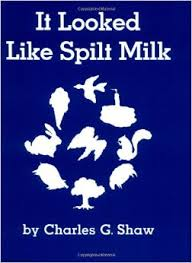 It Looked
Like Spilt Milk
by Charles G. Shaw